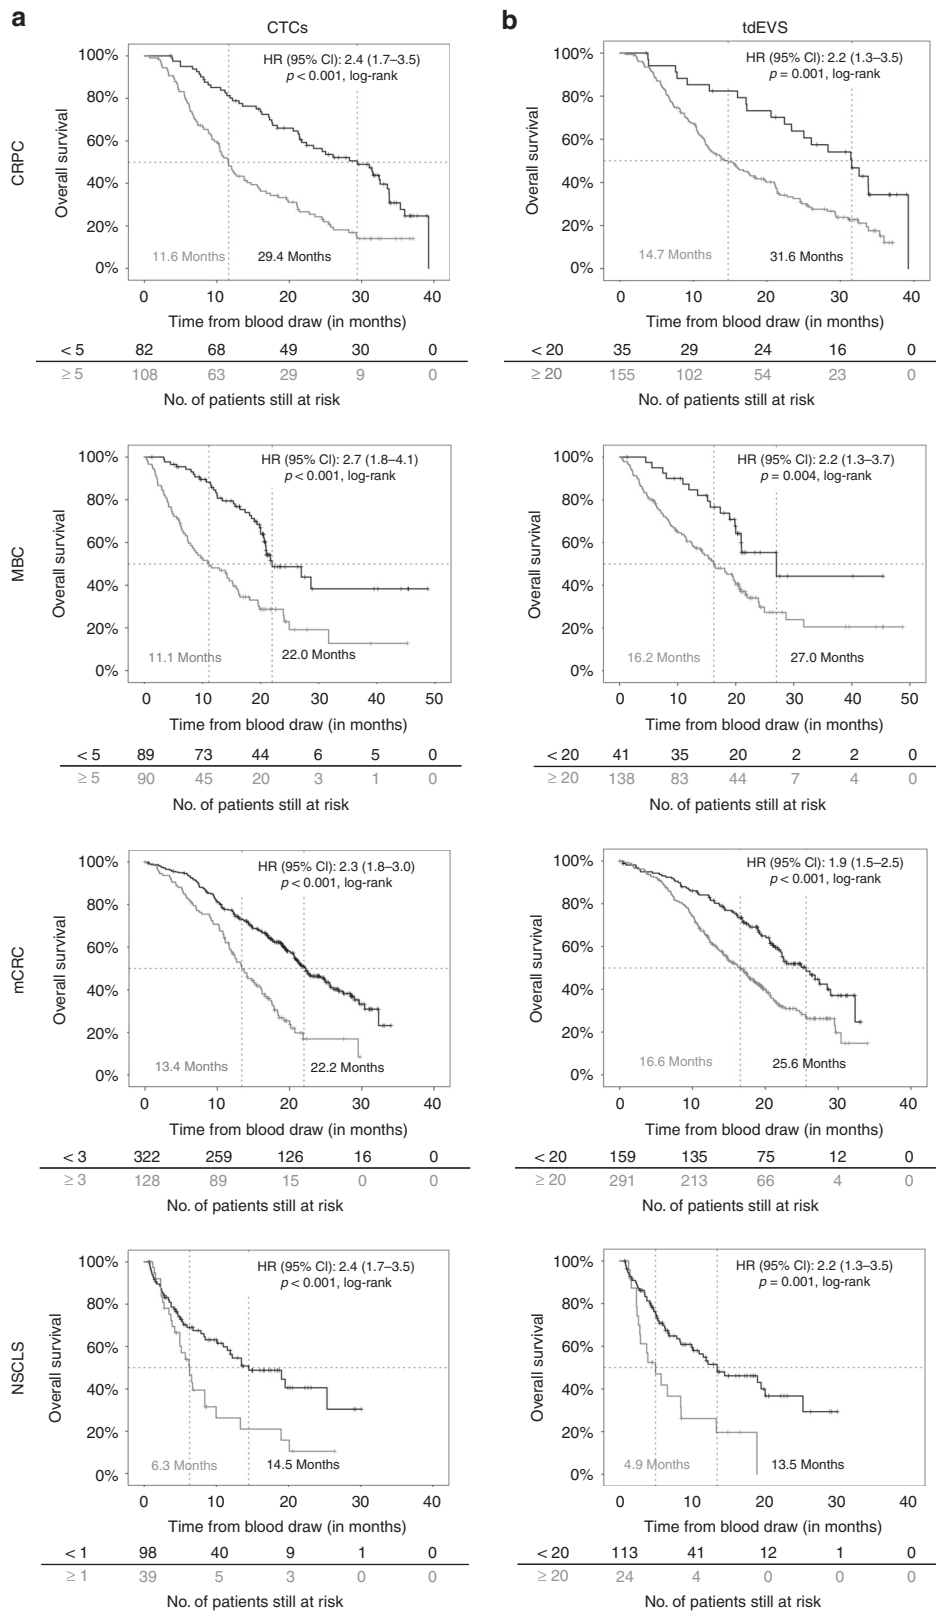 a
b
CTCs
tdEVS
CRPC
Overall survival
100%
80%
60%
40%
20%
0%
HR (95% CI): 2.4 (1.7–3.5)
p < 0.001, log-rank
11.6 Months
29.4 Months
0 10 20 30 40
Time from blood draw (in months)
< 5 82 68 49 30 0
≥ 5 108 63 29 9 0
No. of patients still at risk
Overall survival
100%
80%
60%
40%
20%
0%
HR (95% CI): 2.2 (1.3–3.5)
p = 0.001, log-rank
14.7 Months
31.6 Months
0 10 20 30 40
Time from blood draw (in months)
< 20 35 29 24 16 0
≥ 20 155 102 54 23 0
No. of patients still at risk
MBC
Overall survival
100%
80%
60%
40%
20%
0%
HR (95% CI): 2.7 (1.8–4.1)
p < 0.001, log-rank
11.1 Months
22.0 Months
0 10 20 30 40 50
Time from blood draw (in months)
< 5 89 73 44 6 5 0
≥ 5 90 45 20 3 1 0
No. of patients still at risk
Overall survival
100%
80%
60%
40%
20%
0%
HR (95% CI): 2.2 (1.3–3.7)
p = 0.004, log-rank
16.2 Months
27.0 Months
0 10 20 30 40 50
Time from blood draw (in months)
< 20 41 35 20 2 2 0
≥ 20 138 83 44 7 4 0
No. of patients still at risk
mCRC
Overall survival
100%
80%
60%
40%
20%
0%
HR (95% CI): 2.3 (1.8–3.0)
p < 0.001, log-rank
13.4 Months
22.2 Months
0 10 20 30 40
Time from blood draw (in months)
< 3 322 259 126 16 0
≥ 3 128 89 15 0 0
No. of patients still at risk
Overall survival
100%
80%
60%
40%
20%
0%
HR (95% CI): 1.9 (1.5–2.5)
p < 0.001, log-rank
16.6 Months
25.6 Months
0 10 20 30 40
Time from blood draw (in months)
< 20 159 135 75 12 0
≥ 20 291 213 66 4 0
No. of patients still at risk
NSCLS
Overall survival
100%
80%
60%
40%
20%
0%
HR (95% CI): 2.4 (1.7–3.5)
p < 0.001, log-rank
6.3 Months
14.5 Months
0 10 20 30 40
Time from blood draw (in months)
< 1 98 40 9 1 0
≥ 1 39 5 3 0 0
No. of patients still at risk
Overall survival
100%
80%
60%
40%
20%
0%
HR (95% CI): 2.2 (1.3–3.5)
p = 0.001, log-rank
4.9 Months
13.5 Months
0 10 20 30 40
Time from blood draw (in months)
< 20 113 41 12 1 0
≥ 20 24 4 0 0 0
No. of patients still at risk